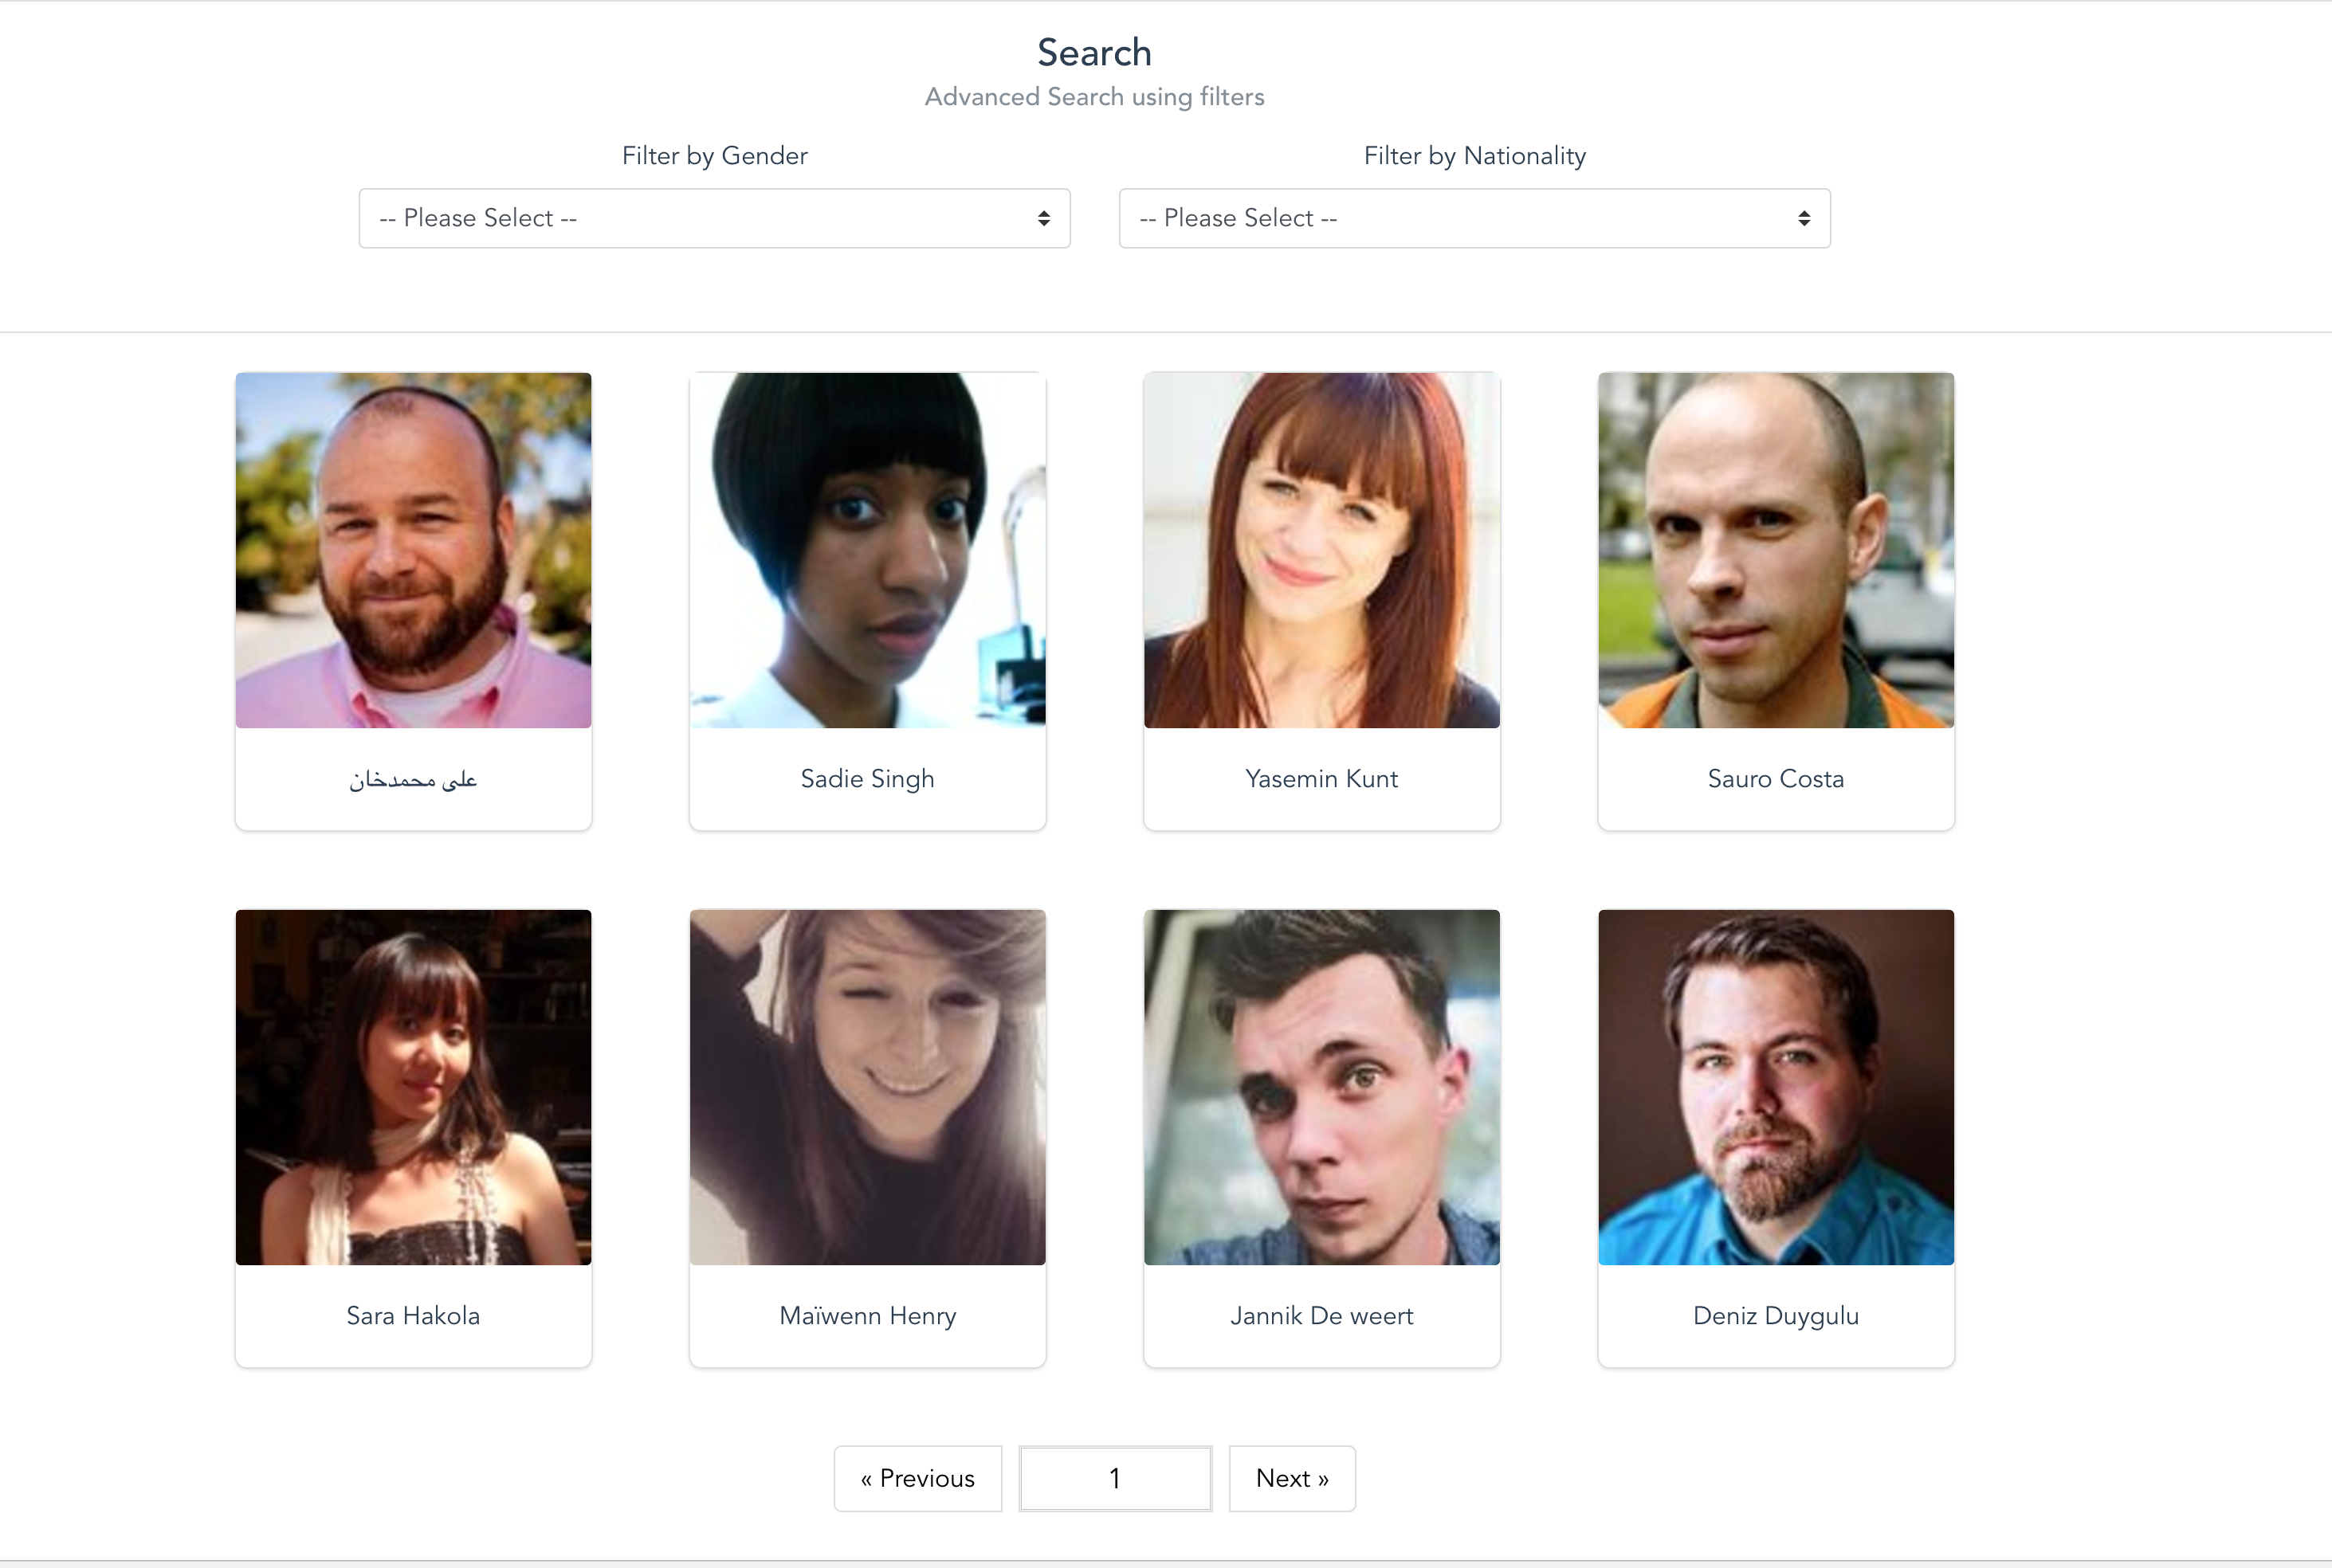 Search
Advanced Search using filters
Filter by Gender
Filter by Nationality
-- Please Select --
-- Please Select --
علی محمدخان
Sadie Singh
Yasemin Kunt
Sauro Costa
Sara Hakola
Maïwenn Henry
Jannik De weert
Deniz Duygulu
« Previous
1
Next »